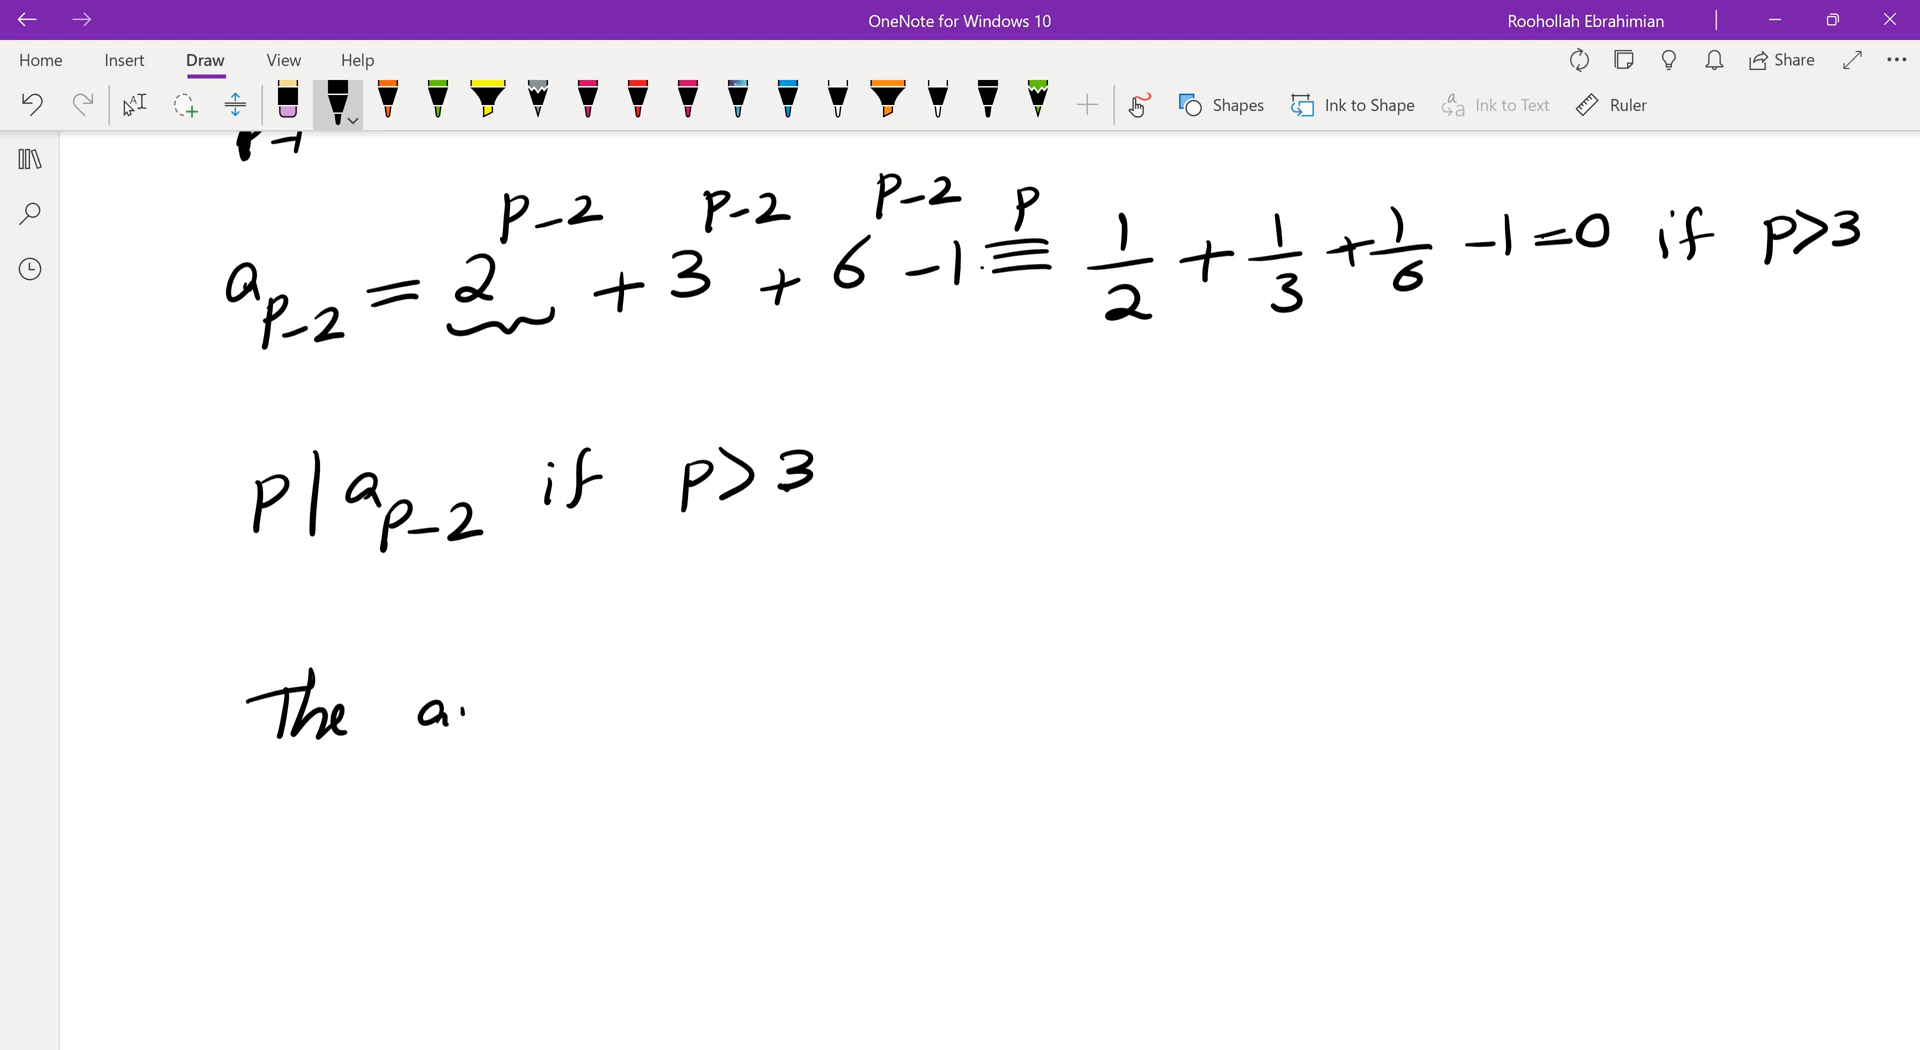 OneNote for Windows 10
Roohollah Ebrahimian
Home Insert Draw View Help
Share
Shapes Ink to Shape Ink to Text Ruler
a_{p-2} = 2^{p-2} + 3^{p-2} + 6^{p-2} - 1 ≡^{p} 1/2 + 1/3 + 1/6 - 1 = 0 if p > 3
p | a_{p-2} if p > 3
The a